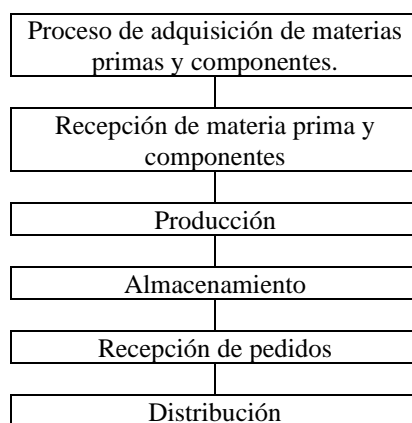 Proceso de adquisición de materias
primas y componentes.
Recepción de materia prima y
componentes
Producción
Almacenamiento
Recepción de pedidos
Distribución